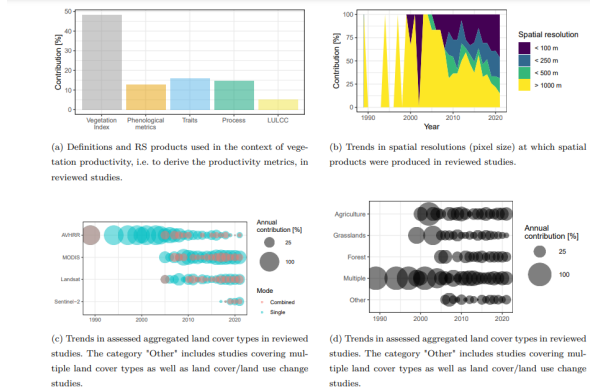 50
40
30
20
10
0
Contribution [%]
Vegetation
Index
Phenological
metrics
Traits
Process
LULCC
100
75
50
25
0
Contribution [%]
1990
2000
2010
2020
Year
Spatial resolution
< 100 m
< 250 m
< 500 m
> 1000 m
(a) Definitions and RS products used in the context of vege-
tation productivity, i.e. to derive the productivity metrics, in
reviewed studies.
(b) Trends in spatial resolutions (pixel size) at which spatial
products were produced in reviewed studies.
AVHRR
MODIS
Landsat
Sentinel-2
1990
2000
2010
2020
Annual
contribution [%]
25
100
Mode
Combined
Single
Agriculture
Grasslands
Forest
Multiple
Other
1990
2000
2010
2020
Annual
contribution [%]
25
100
(c) Trends in assessed aggregated land cover types in reviewed
studies. The category "Other" includes studies covering mul-
tiple land cover types as well as land cover/land use change
studies.
(d) Trends in assessed aggregated land cover types in reviewed
studies. The category "Other" includes studies covering mul-
tiple land cover types as well as land cover/land use change
studies.